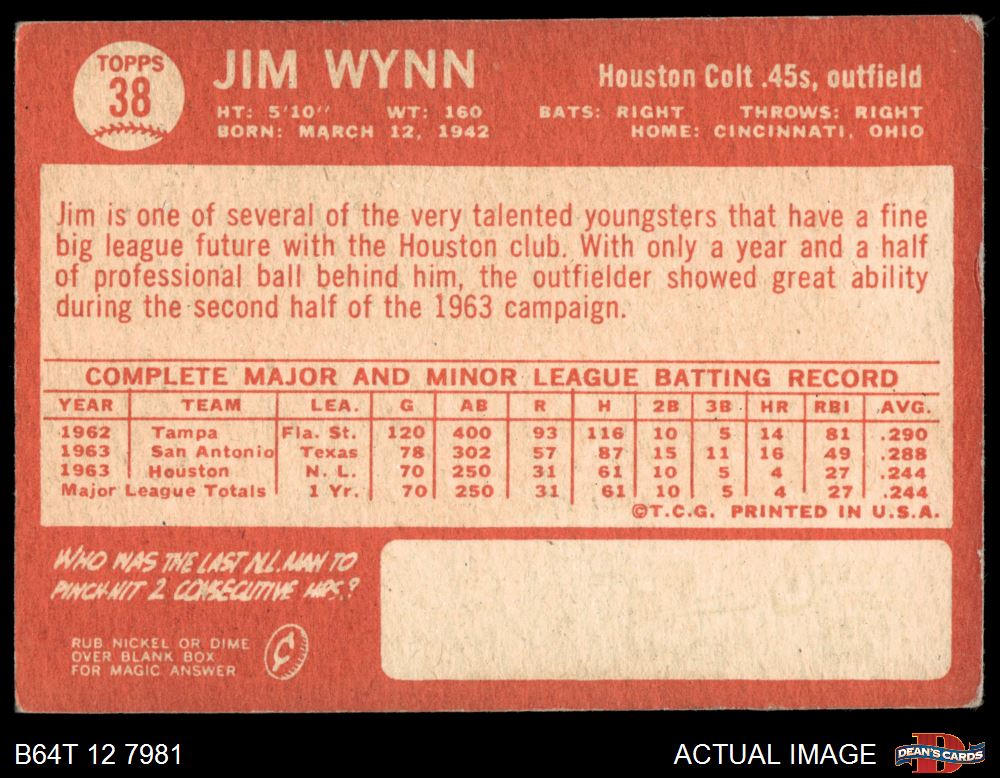 TOPPS
38
JIM WYNN
Houston Colt .45s, outfield
HT: 5'10" WT: 160 BATS: RIGHT THROWS: RIGHT
BORN: MARCH 12, 1942 HOME: CINCINNATI, OHIO
Jim is one of several of the very talented youngsters that have a fine
big league future with the Houston club. With only a year and a half
of professional ball behind him, the outfielder showed great ability
during the second half of the 1963 campaign.
COMPLETE MAJOR AND MINOR LEAGUE BATTING RECORD
YEAR TEAM LEA. G AB R H 2B 3B HR RBI AVG.
1962 Tampa Fla. St. 120 400 93 116 10 5 14 81 .290
1963 San Antonio Texas 78 302 57 87 15 11 16 49 .288
1963 Houston N. L. 70 250 31 61 10 5 4 27 .244
Major League Totals 1 Yr. 70 250 31 61 10 5 4 27 .244
©T.C.G. PRINTED IN U.S.A.
WHO WAS THE LAST N.L. MAN TO
PINCH-HIT 2 CONSECUTIVE HRS.?
RUB NICKEL OR DIME
OVER BLANK BOX
FOR MAGIC ANSWER
B64T 12 7981
ACTUAL IMAGE
DEAN'S CARDS